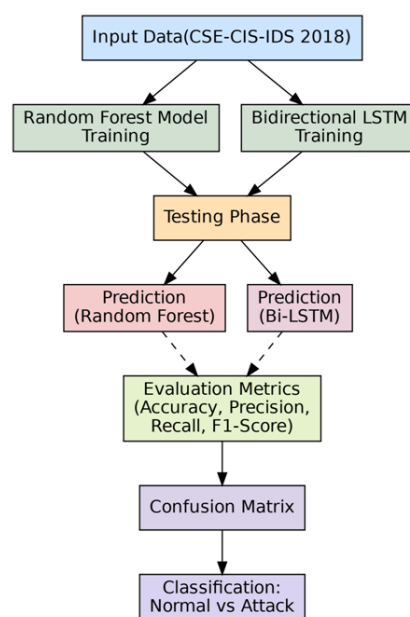 Input Data(CSE-CIS-IDS 2018)
Random Forest Model
Training
Bidirectional LSTM
Training
Testing Phase
Prediction
(Random Forest)
Prediction
(Bi-LSTM)
Evaluation Metrics
(Accuracy, Precision,
Recall, F1-Score)
Confusion Matrix
Classification:
Normal vs Attack